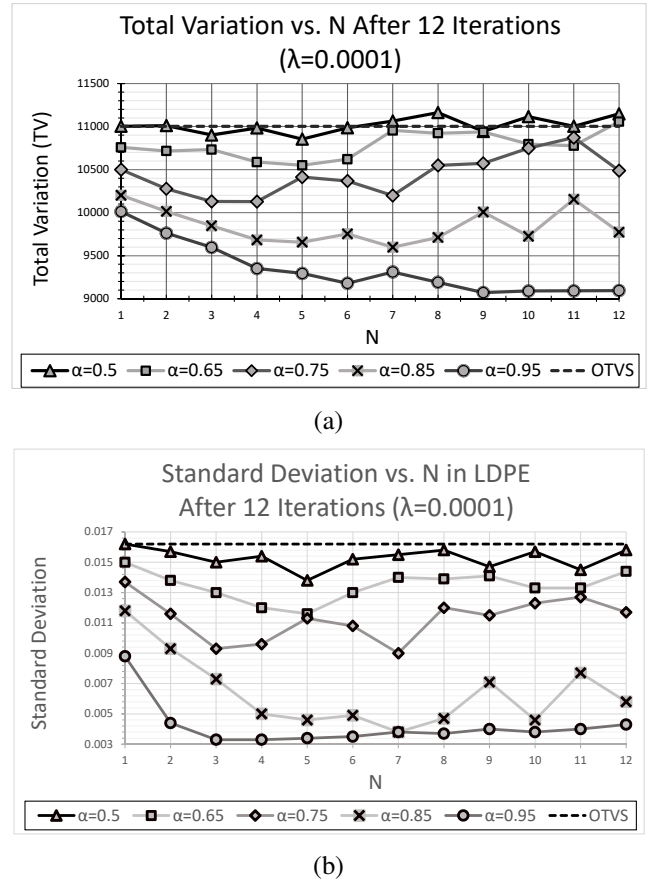 Total Variation vs. N After 12 Iterations
(λ=0.0001)
11500
11000
10500
10000
9500
9000
Total Variation (TV)
1 2 3 4 5 6 7 8 9 10 11 12
N
α=0.5 α=0.65 α=0.75 α=0.85 α=0.95 OTVS
(a)
Standard Deviation vs. N in LDPE
After 12 Iterations (λ=0.0001)
0.017
0.015
0.013
0.011
0.009
0.007
0.005
0.003
Standard Deviation
1 2 3 4 5 6 7 8 9 10 11 12
N
α=0.5 α=0.65 α=0.75 α=0.85 α=0.95 OTVS
(b)